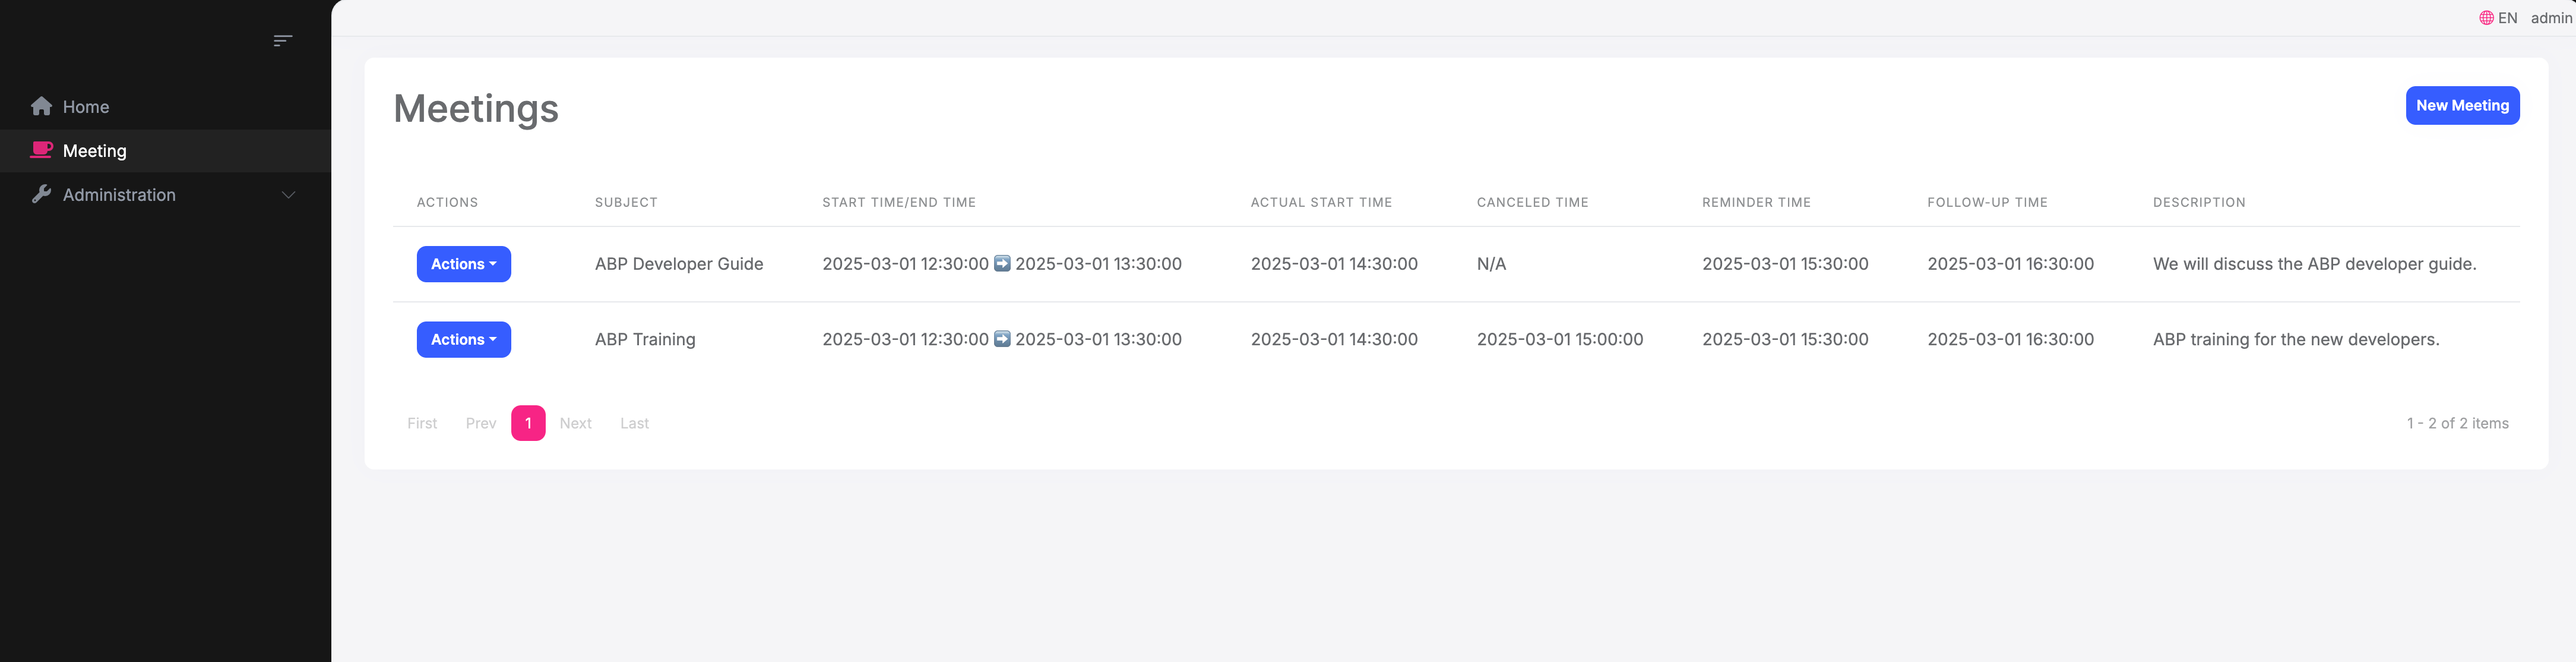 EN admin
Home
Meeting
Administration
Meetings
New Meeting
ACTIONS SUBJECT START TIME/END TIME ACTUAL START TIME CANCELED TIME REMINDER TIME FOLLOW-UP TIME DESCRIPTION
Actions ABP Developer Guide 2025-03-01 12:30:00 ➡️ 2025-03-01 13:30:00 2025-03-01 14:30:00 N/A 2025-03-01 15:30:00 2025-03-01 16:30:00 We will discuss the ABP developer guide.
Actions ABP Training 2025-03-01 12:30:00 ➡️ 2025-03-01 13:30:00 2025-03-01 14:30:00 2025-03-01 15:00:00 2025-03-01 15:30:00 2025-03-01 16:30:00 ABP training for the new developers.
First Prev 1 Next Last 1 - 2 of 2 items